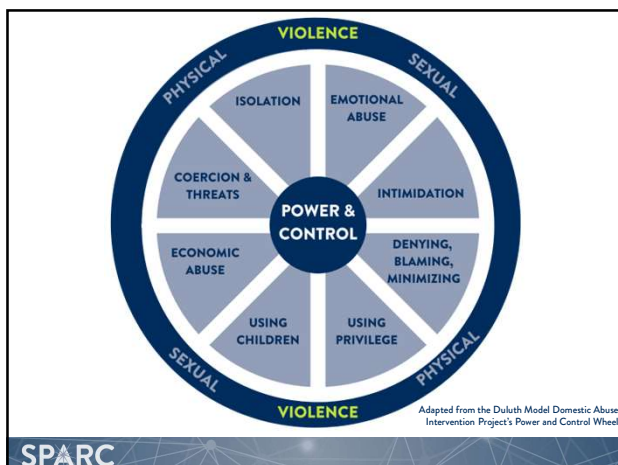 VIOLENCE
PHYSICAL
SEXUAL
ISOLATION
EMOTIONAL
ABUSE
COERCION &
THREATS
INTIMIDATION
POWER &
CONTROL
ECONOMIC
ABUSE
DENYING,
BLAMING,
MINIMIZING
USING
CHILDREN
USING
PRIVILEGE
SEXUAL
PHYSICAL
VIOLENCE
Adapted from the Duluth Model Domestic Abuse
Intervention Project's Power and Control Wheel
SPARC